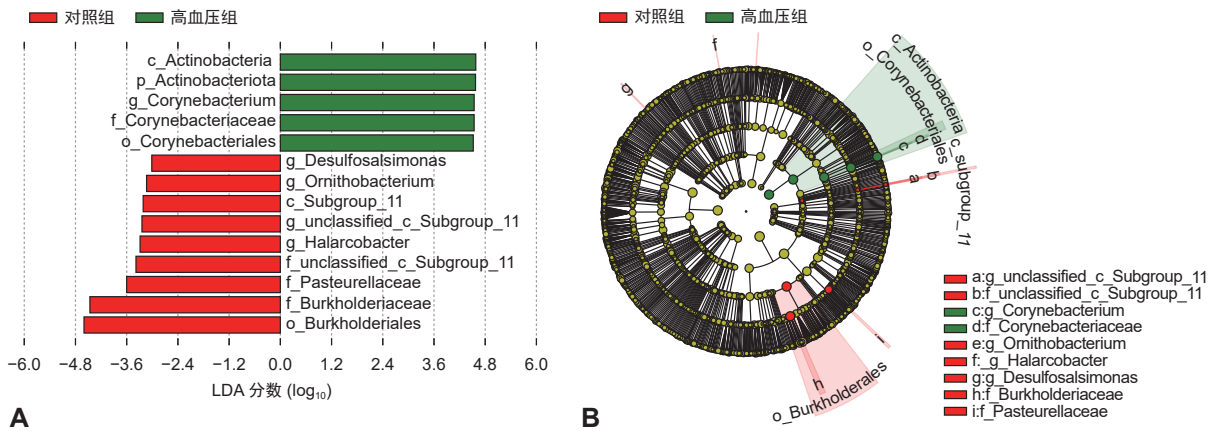 对照组 高血压组
c_Actinobacteria
p_Actinobacteriota
g_Corynebacterium
f_Corynebacteriaceae
o_Corynebacteriales
g_Desulfosalsimonas
g_Ornithobacterium
c_Subgroup_11
g_unclassified_c_Subgroup_11
g_Halarcobacter
f_unclassified_c_Subgroup_11
f_Pasteurellaceae
f_Burkholderiaceae
o_Burkholderiales
−6.0 −4.8 −3.6 −2.4 −1.2 0.0 1.2 2.4 3.6 4.8 6.0
LDA 分数 (log10)
A
对照组 高血压组
g
f
c_Actinobacteria
o_Corynebacteriales
d
c
b
a
c_subgroup_11
i
h
o_Burkholderales
a:g_unclassified_c_Subgroup_11
b:f_unclassified_c_Subgroup_11
c:g_Corynebacterium
d:f_Corynebacteriaceae
e:g_Ornithobacterium
f:_g_Halarcobacter
g:g_Desulfosalsimonas
h:f_Burkholderiaceae
i:f_Pasteurellaceae
B